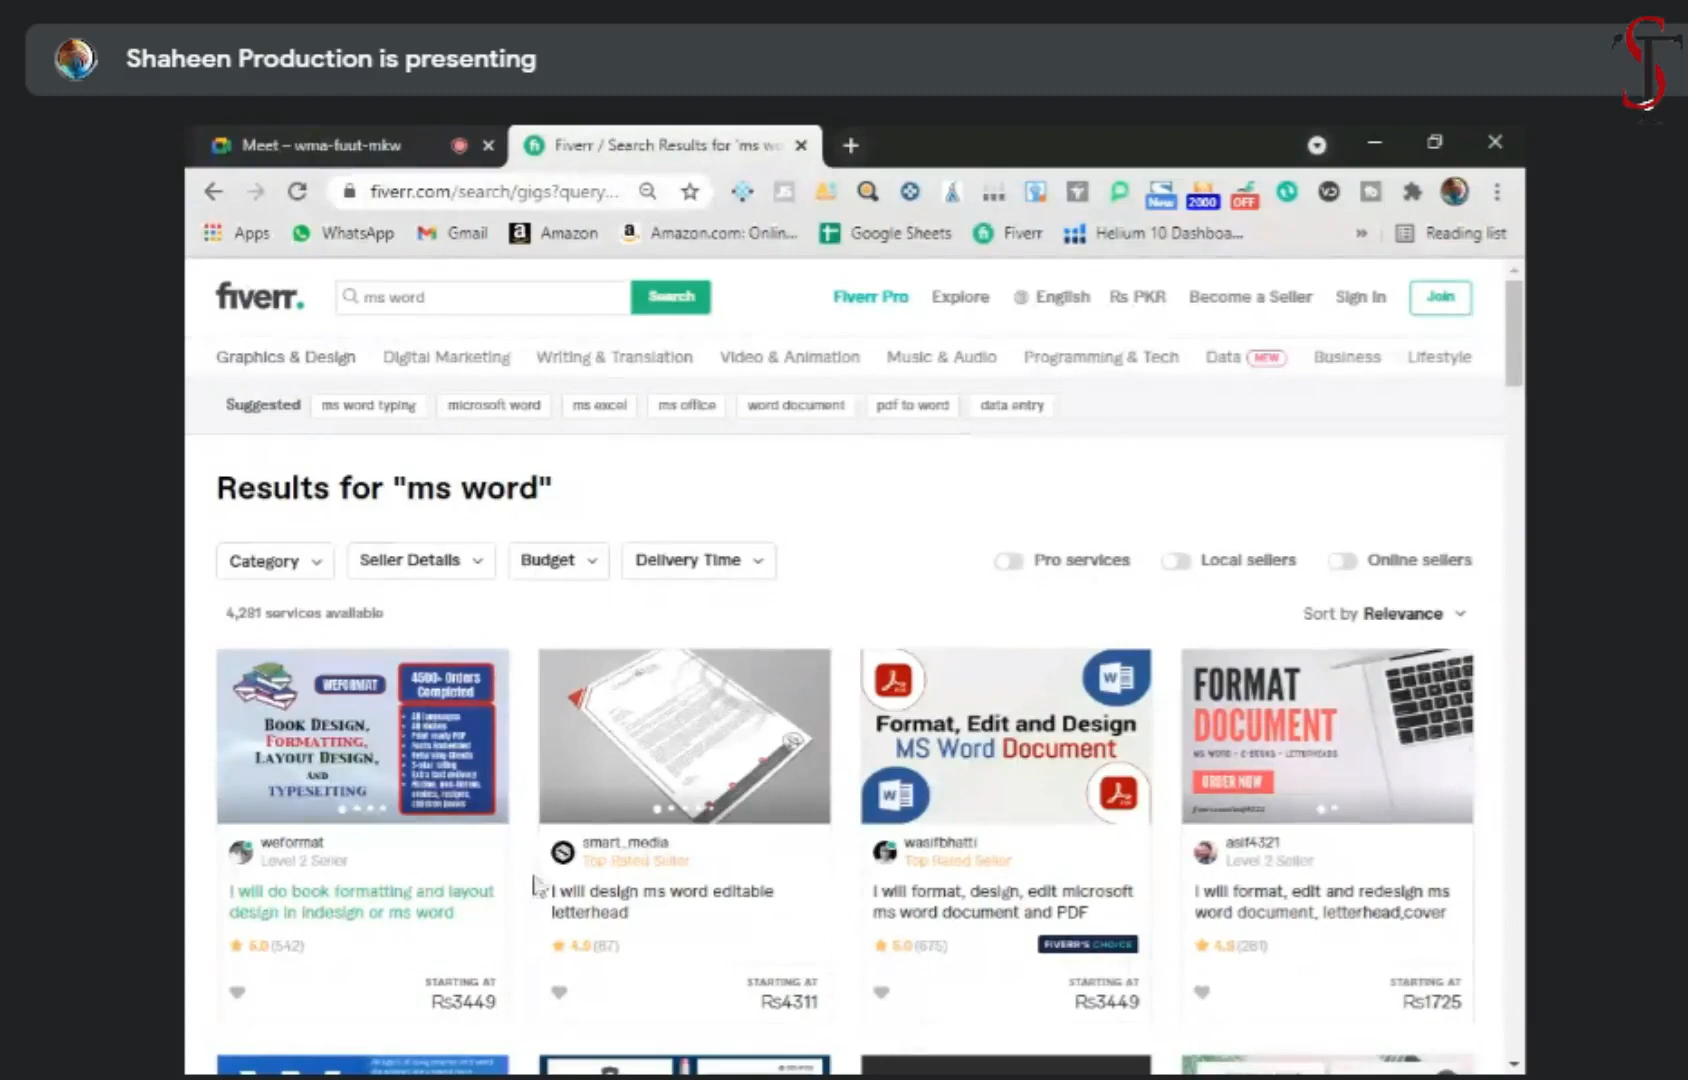 Shaheen Production is presenting
Meet – wma-fuut-mkw
Fiverr / Search Results for 'ms wo
fiverr.com/search/gigs?query...
New
2000
OFF
Apps
WhatsApp
Gmail
Amazon
Amazon.com: Onlin...
Google Sheets
Fiverr
Helium 10 Dashboa...
Reading list
fiverr.
ms word
Search
Fiverr Pro
Explore
English
Rs PKR
Become a Seller
Sign In
Join
Graphics & Design
Digital Marketing
Writing & Translation
Video & Animation
Music & Audio
Programming & Tech
Data NEW
Business
Lifestyle
Suggested
ms word typing
microsoft word
ms excel
ms office
word document
pdf to word
data entry
Results for "ms word"
Category
Seller Details
Budget
Delivery Time
Pro services
Local sellers
Online sellers
4,281 services available
Sort by Relevance
WEFORMAT
4500+ Orders
Completed
BOOK DESIGN,
FORMATTING,
LAYOUT DESIGN,
AND
TYPESETTING
weformat
Level 2 Seller
I will do book formatting and layout
design in indesign or ms word
5.0 (542)
STARTING AT
Rs3449
smart_media
Top Rated Seller
I will design ms word editable
letterhead
4.9 (87)
STARTING AT
Rs4311
Format, Edit and Design
MS Word Document
wasifbhatti
Top Rated Seller
I will format, design, edit microsoft
ms word document and PDF
5.0 (675)
FIVERR'S CHOICE
STARTING AT
Rs3449
FORMAT
DOCUMENT
MS WORD - E-BOOKS - LETTERHEADS
ORDER NOW
asif4321
Level 2 Seller
I will format, edit and redesign ms
word document, letterhead,cover
4.9 (261)
STARTING AT
Rs1725